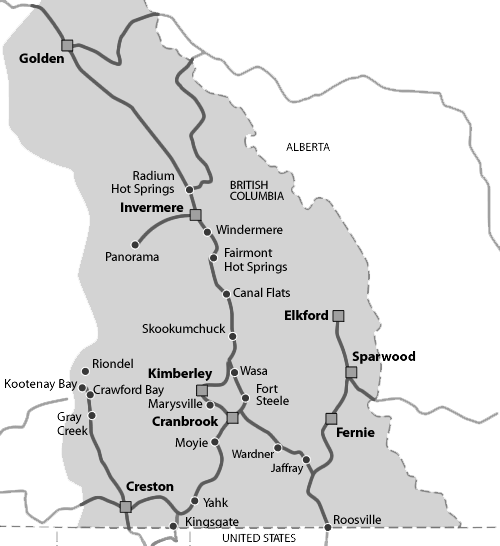 Golden
ALBERTA
Radium
Hot Springs
BRITISH
COLUMBIA
Invermere
Windermere
Panorama
Fairmont
Hot Springs
Canal Flats
Elkford
Skookumchuck
Sparwood
Riondel
Kimberley
Wasa
Kootenay Bay
Crawford Bay
Fort
Steele
Marysville
Gray
Creek
Cranbrook
Fernie
Moyie
Wardner
Jaffray
Creston
Yahk
Kingsgate
Roosville
UNITED STATES